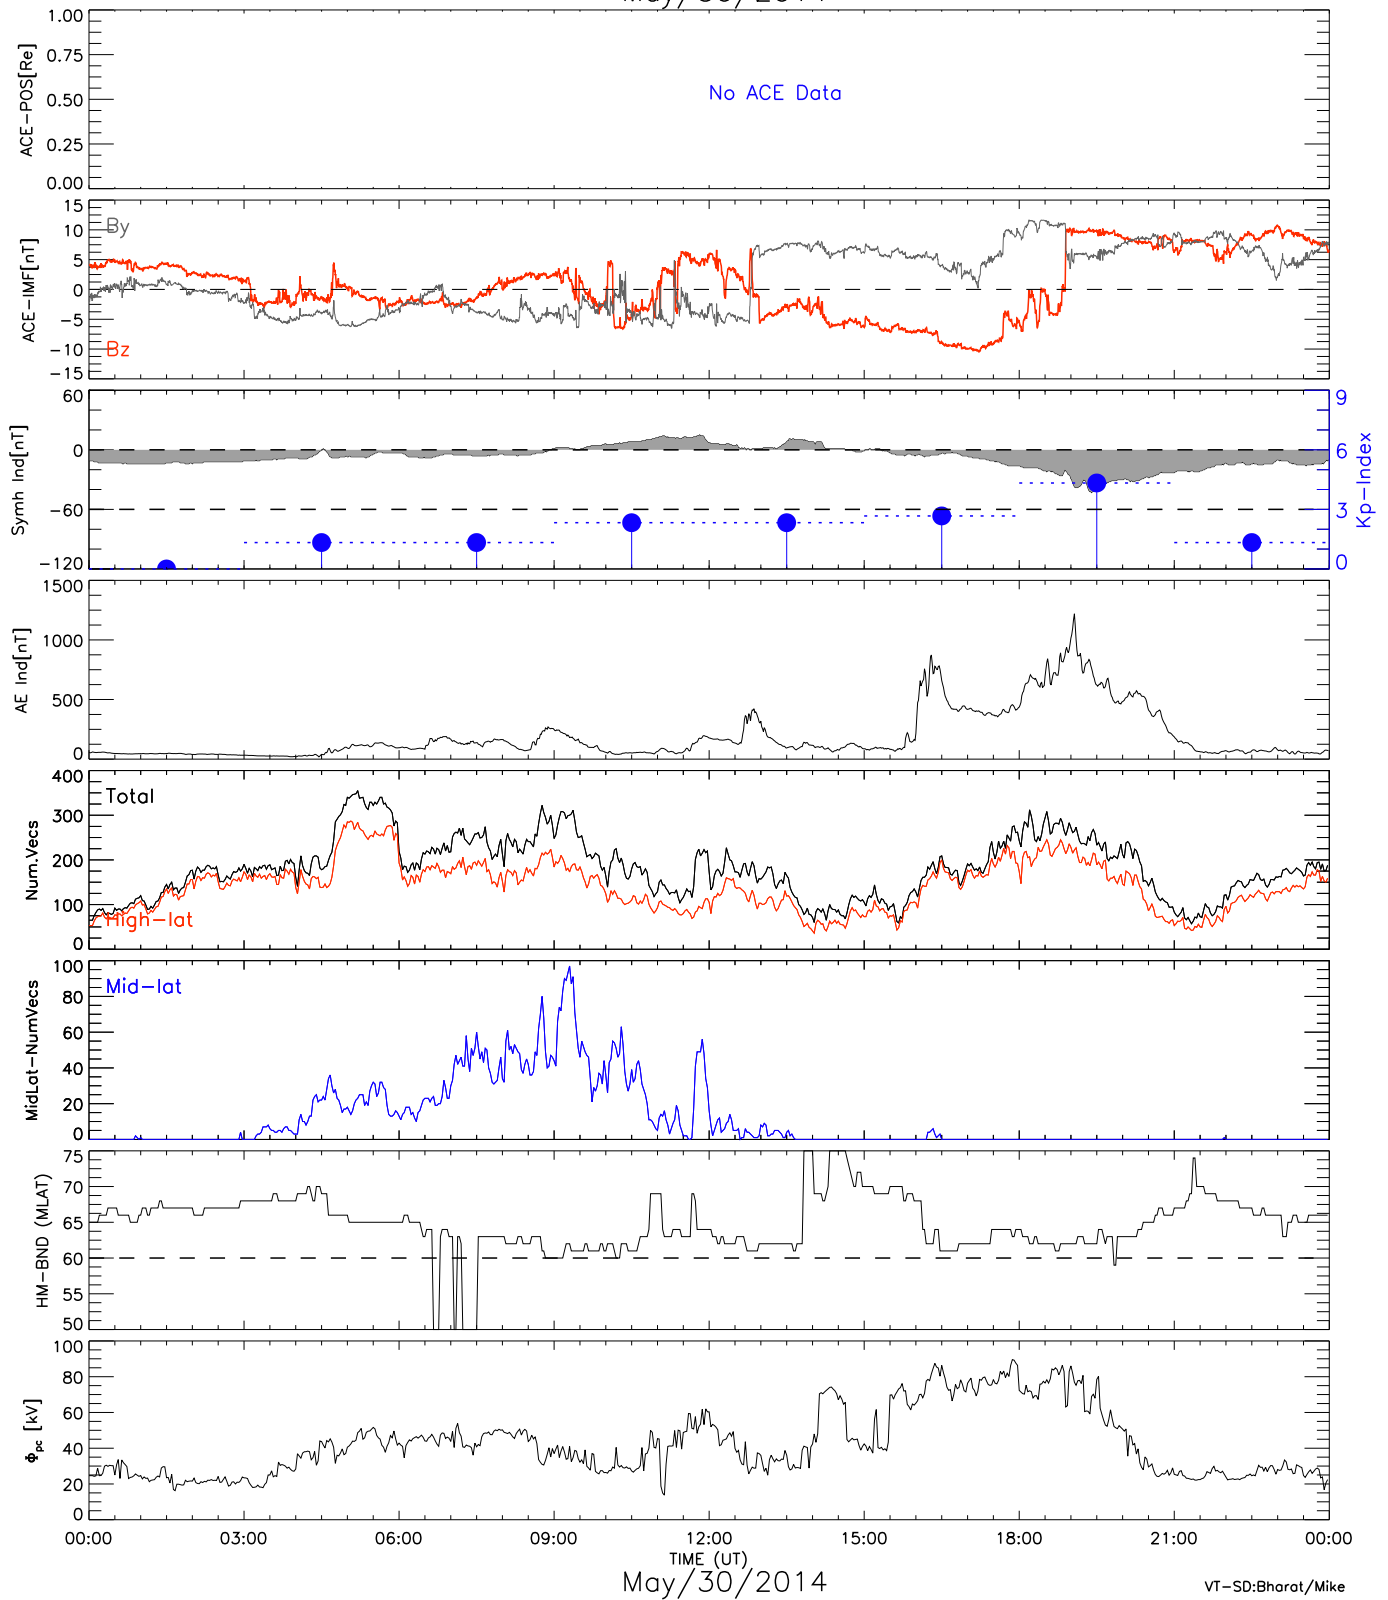 ACE-POS[Re]
1.00
0.75
0.50
0.25
0.00
No ACE Data
ACE-IMF[nT]
15
10
5
0
-5
-10
-15
By
Bz
Symh Ind[nT]
60
0
-60
-120
9
6
3
0
Kp-Index
AE Ind[nT]
1500
1000
500
0
Num.Vecs
400
300
200
100
0
Total
High-lat
MidLat-NumVecs
100
80
60
40
20
0
Mid-lat
HM-BND (MLAT)
75
70
65
60
55
50
Φpc [kV]
100
80
60
40
20
0
00:00 03:00 06:00 09:00 12:00 15:00 18:00 21:00 00:00
TIME (UT)
May/30/2014
VT-SD:Bharat/Mike